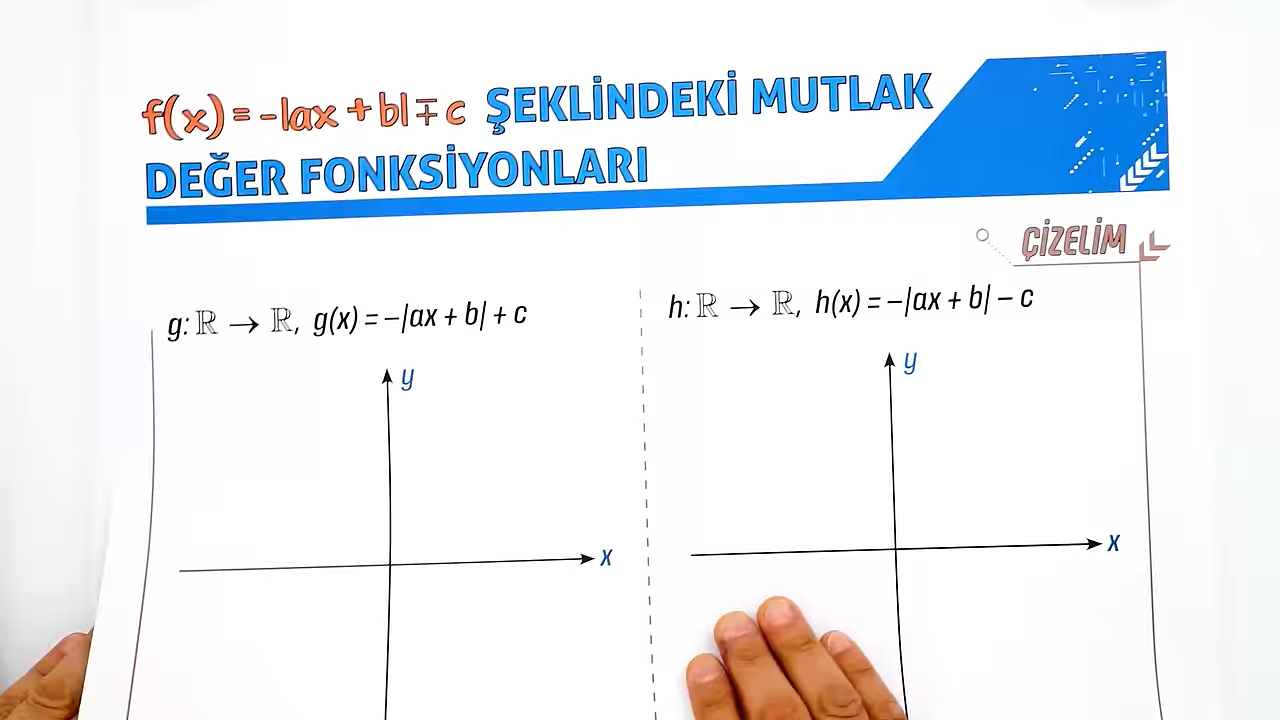 f(x) = -|ax + b| ∓ c ŞEKLİNDEKİ MUTLAK
DEĞER FONKSİYONLARI
ÇİZELİM
g: ℝ → ℝ, g(x) = –|ax + b| + c
h: ℝ → ℝ, h(x) = –|ax + b| – c
y
x
y
x